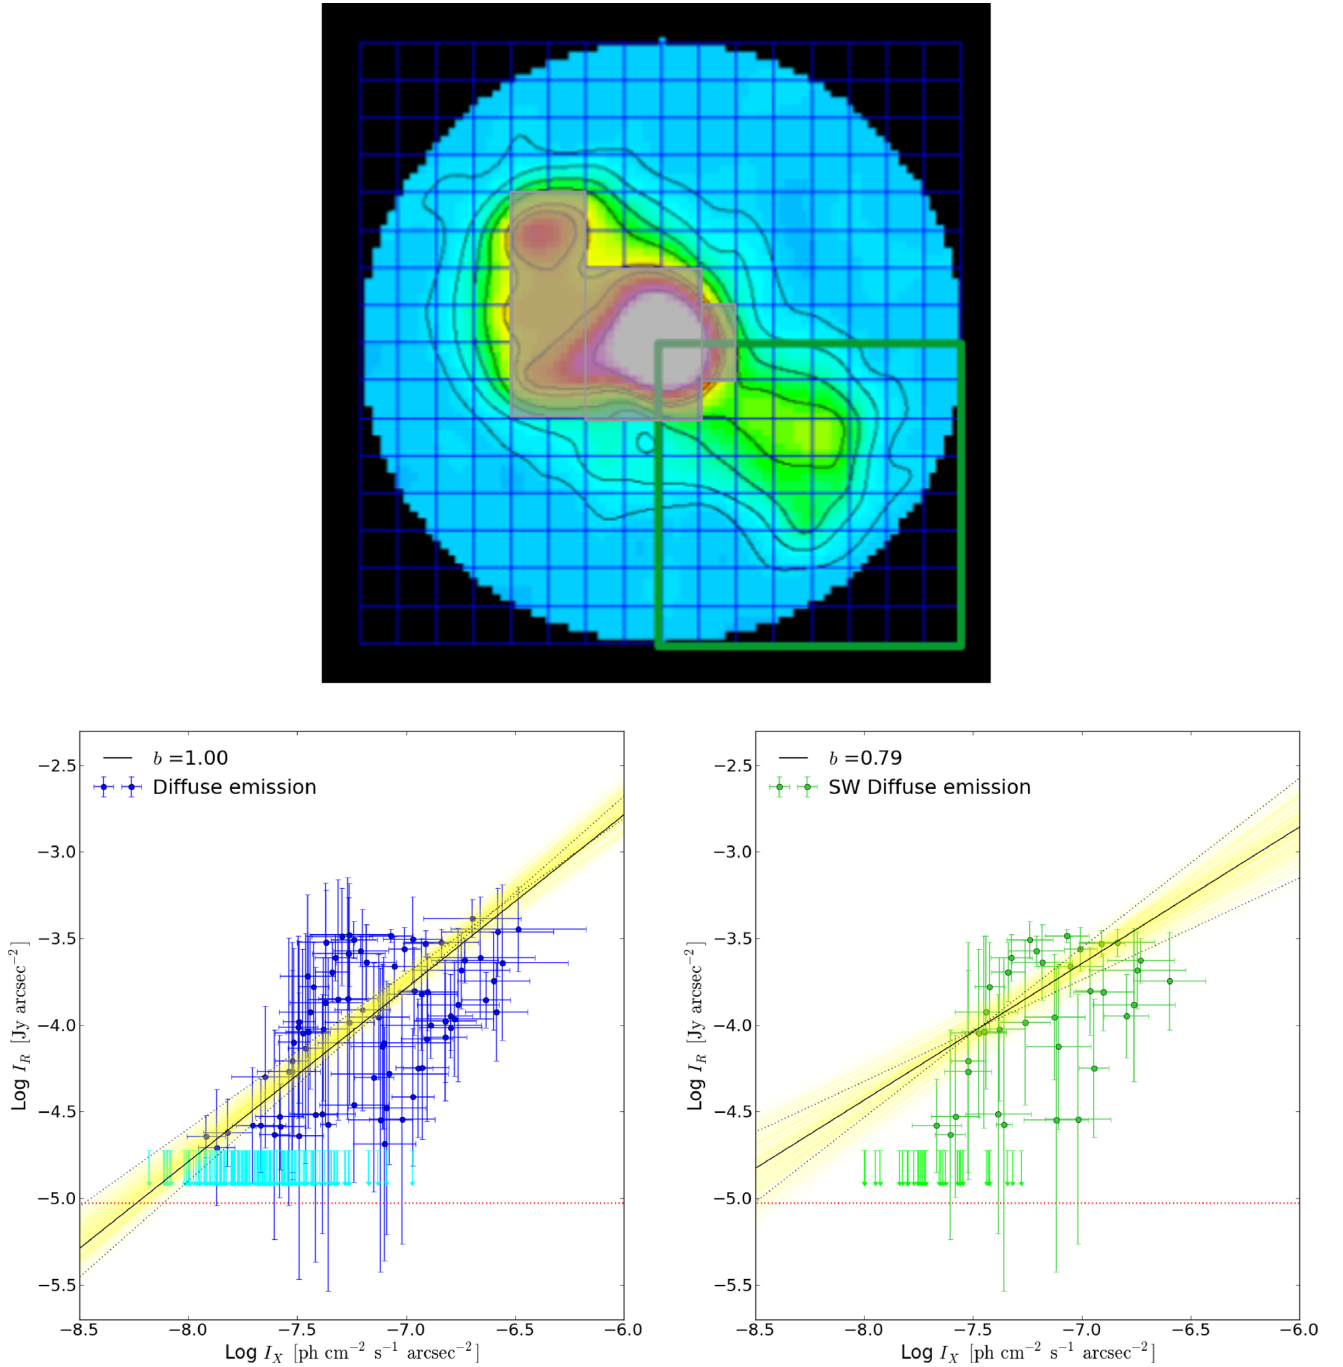 b =1.00
Diffuse emission
−2.5
−3.0
−3.5
−4.0
−4.5
−5.0
−5.5
Log I_R [Jy arcsec⁻²]
−8.5 −8.0 −7.5 −7.0 −6.5 −6.0
Log I_X [ph cm⁻² s⁻¹ arcsec⁻²]
b =0.79
SW Diffuse emission
−2.5
−3.0
−3.5
−4.0
−4.5
−5.0
−5.5
Log I_R [Jy arcsec⁻²]
−8.5 −8.0 −7.5 −7.0 −6.5 −6.0
Log I_X [ph cm⁻² s⁻¹ arcsec⁻²]